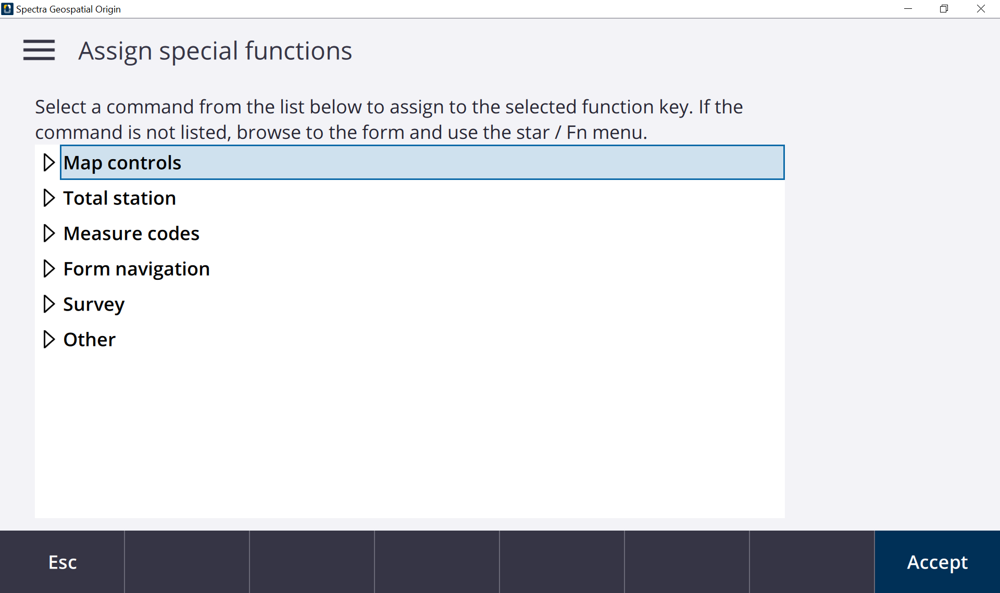 Spectra Geospatial Origin
Assign special functions
Select a command from the list below to assign to the selected function key. If the
command is not listed, browse to the form and use the star / Fn menu.
Map controls
Total station
Measure codes
Form navigation
Survey
Other
Esc
Accept